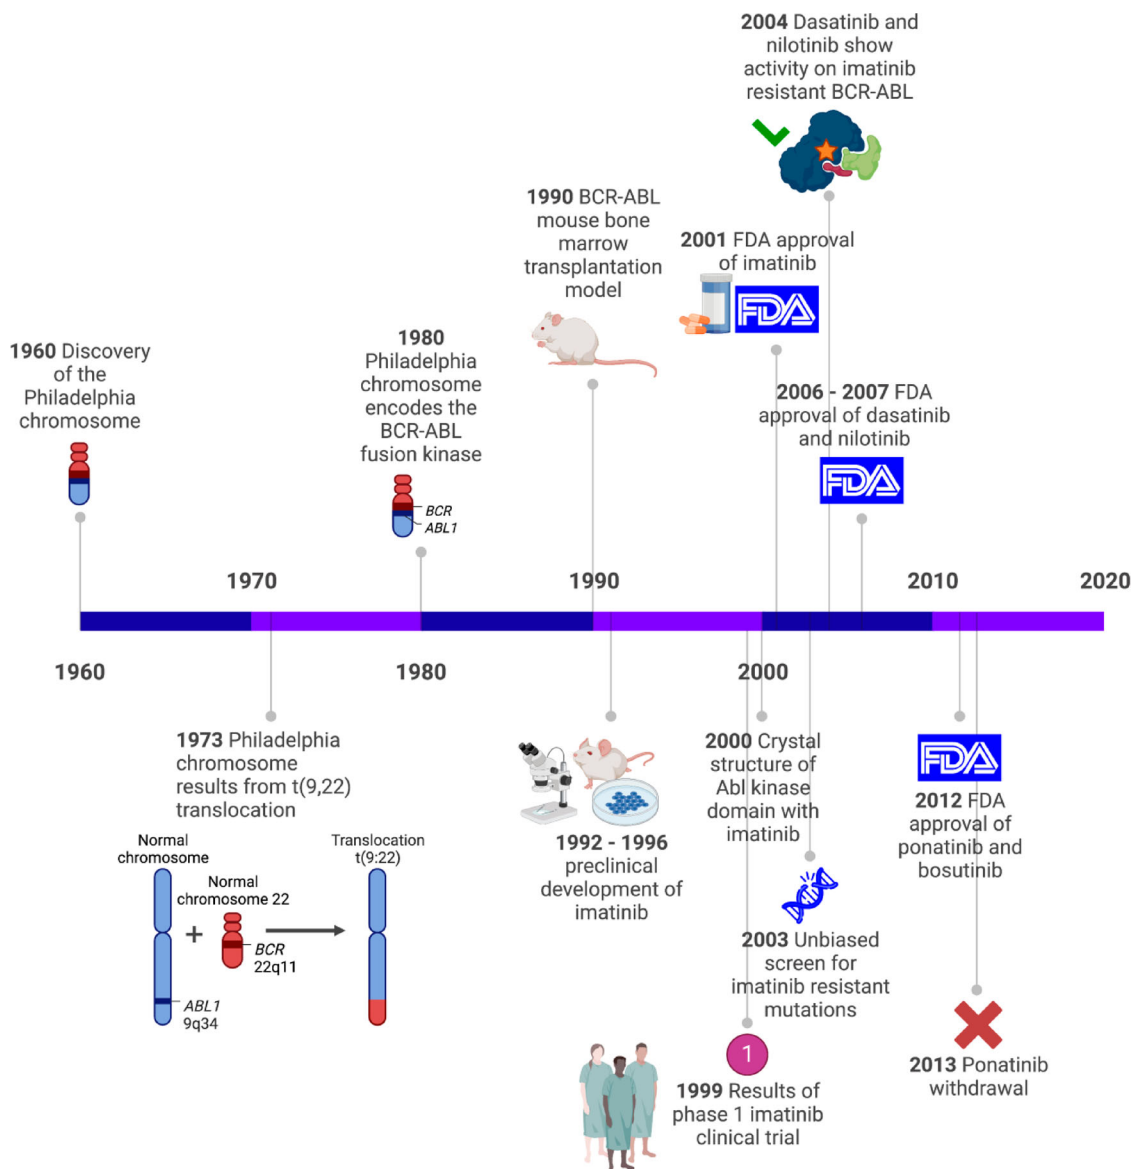 2004 Dasatinib and
nilotinib show
activity on imatinib
resistant BCR-ABL
1990 BCR-ABL
mouse bone
marrow
transplantation
model
2001 FDA approval
of imatinib
FDA
1960 Discovery
of the
Philadelphia
chromosome
1980
Philadelphia
chromosome
encodes the
BCR-ABL
fusion kinase
BCR
ABL1
2006 - 2007 FDA
approval of dasatinib
and nilotinib
FDA
1970
1990
2010
2020
1960
1980
2000
1973 Philadelphia
chromosome
results from t(9,22)
translocation
Normal
chromosome
Normal
chromosome 22
+
BCR
22q11
ABL1
9q34
Translocation
t(9:22)
1992 - 1996
preclinical
development of
imatinib
2000 Crystal
structure of
Abl kinase
domain with
imatinib
2003 Unbiased
screen for
imatinib resistant
mutations
1
1999 Results of
phase 1 imatinib
clinical trial
FDA
2012 FDA
approval of
ponatinib and
bosutinib
2013 Ponatinib
withdrawal